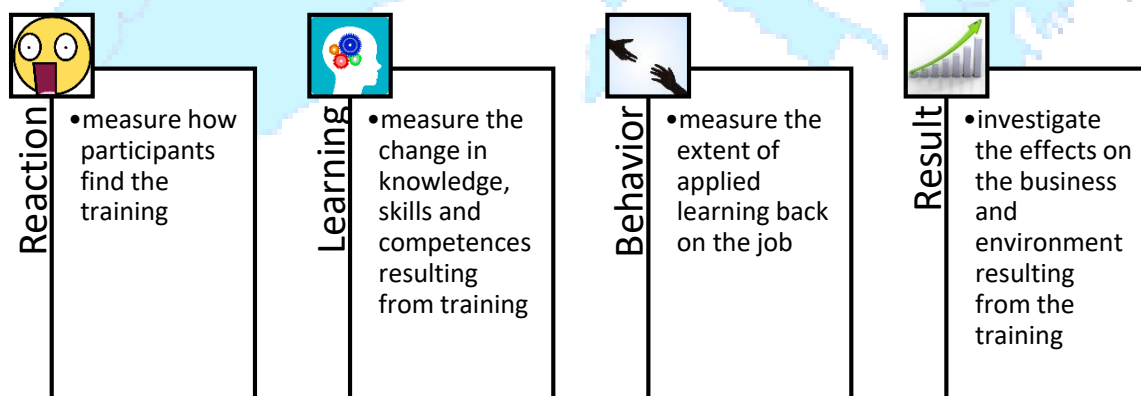 Reaction
•measure how
participants
find the
training
Learning
•measure the
change in
knowledge,
skills and
competences
resulting
from training
Behavior
•measure the
extent of
applied
learning back
on the job
Result
•investigate
the effects on
the business
and
environment
resulting
from the
training